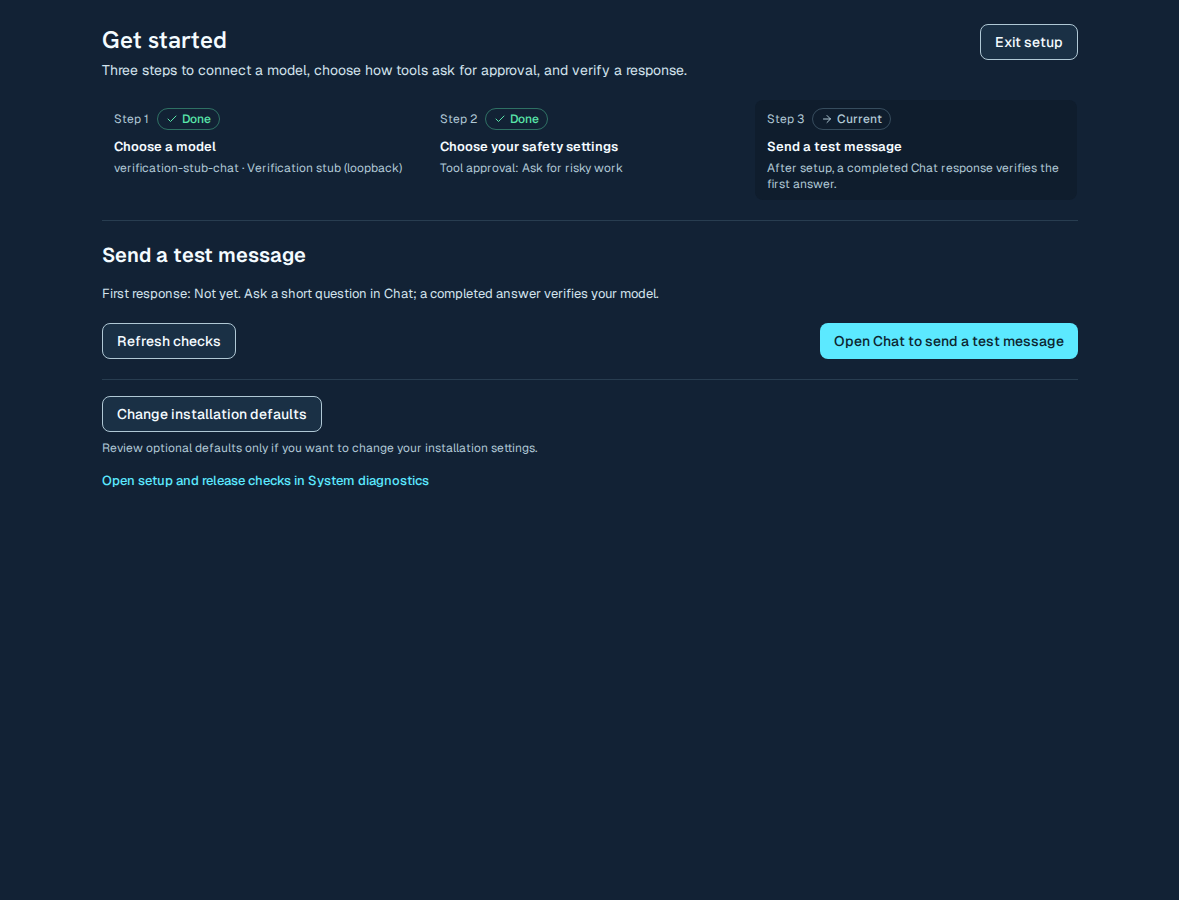 Get started
Exit setup
Three steps to connect a model, choose how tools ask for approval, and verify a response.
Step 1 ✓ Done
Choose a model
verification-stub-chat · Verification stub (loopback)
Step 2 ✓ Done
Choose your safety settings
Tool approval: Ask for risky work
Step 3 → Current
Send a test message
After setup, a completed Chat response verifies the
first answer.
Send a test message
First response: Not yet. Ask a short question in Chat; a completed answer verifies your model.
Refresh checks
Open Chat to send a test message
Change installation defaults
Review optional defaults only if you want to change your installation settings.
Open setup and release checks in System diagnostics